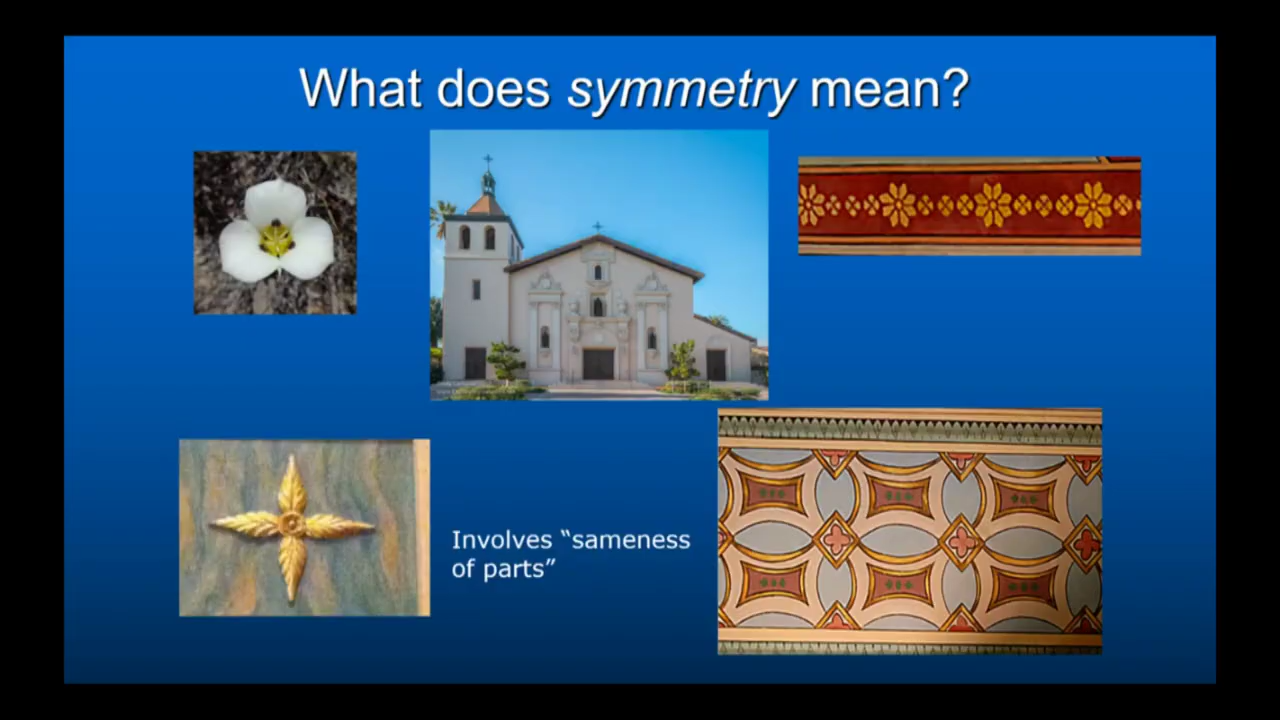 What does symmetry mean?
Involves “sameness
of parts”